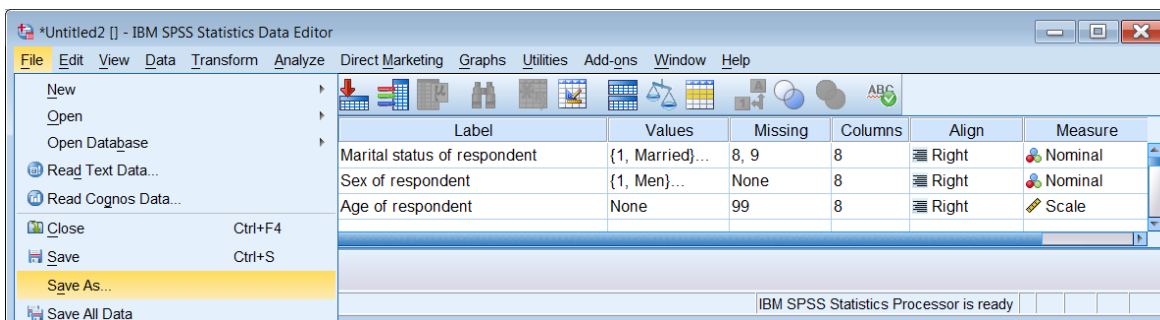 *Untitled2 [] - IBM SPSS Statistics Data Editor
File Edit View Data Transform Analyze Direct Marketing Graphs Utilities Add-ons Window Help
New
Open
Open Database
Read Text Data...
Read Cognos Data...
Close Ctrl+F4
Save Ctrl+S
Save As...
Save All Data
Label Values Missing Columns Align Measure
Marital status of respondent {1, Married}... 8, 9 8 Right Nominal
Sex of respondent {1, Men}... None 8 Right Nominal
Age of respondent None 99 8 Right Scale
IBM SPSS Statistics Processor is ready